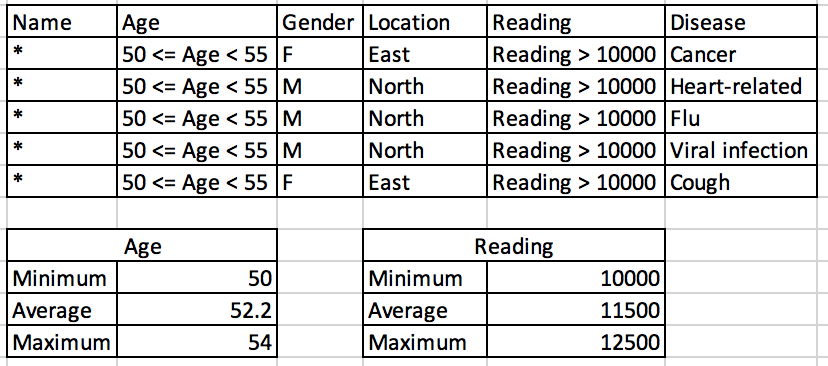 Name Age Gender Location Reading Disease
* 50 <= Age < 55 F East Reading > 10000 Cancer
* 50 <= Age < 55 M North Reading > 10000 Heart-related
* 50 <= Age < 55 M North Reading > 10000 Flu
* 50 <= Age < 55 M North Reading > 10000 Viral infection
* 50 <= Age < 55 F East Reading > 10000 Cough
Age Reading
Minimum 50 Minimum 10000
Average 52.2 Average 11500
Maximum 54 Maximum 12500